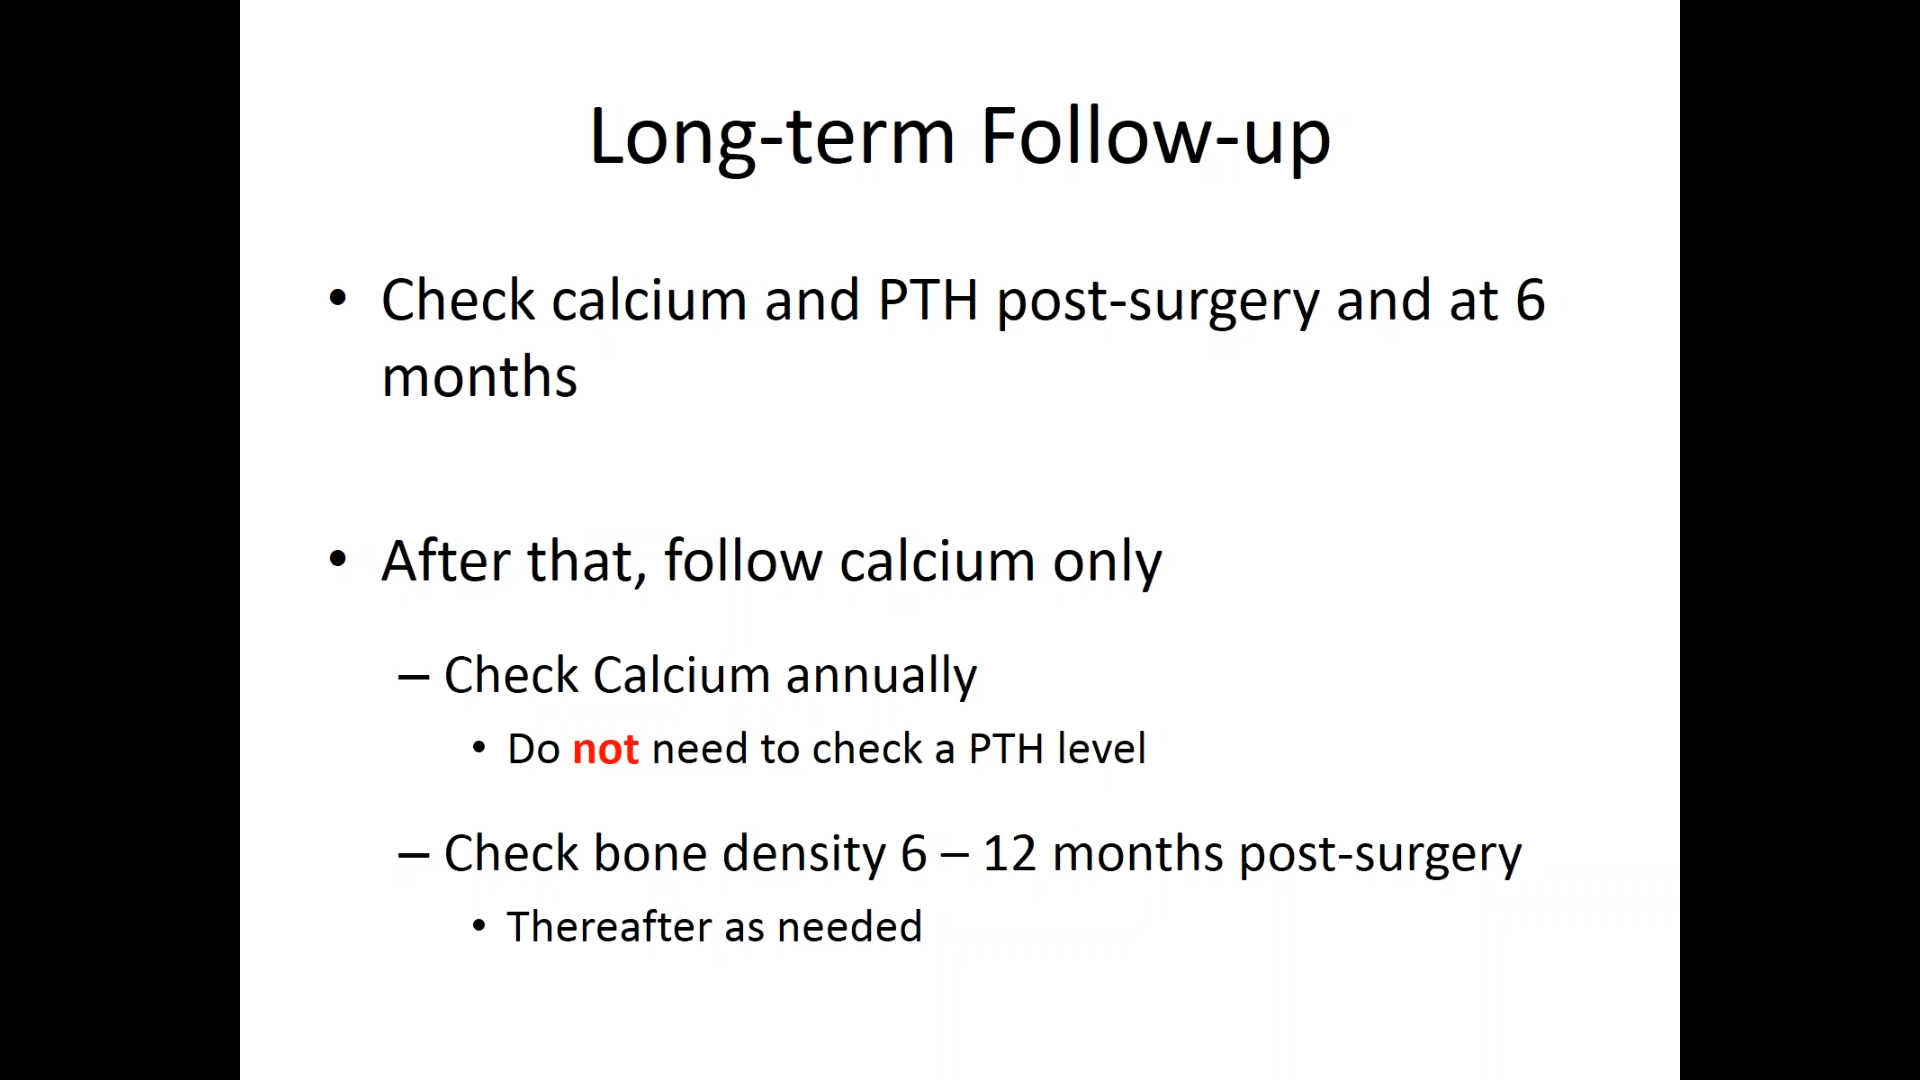 Long-term Follow-up
• Check calcium and PTH post-surgery and at 6
months
• After that, follow calcium only
– Check Calcium annually
• Do not need to check a PTH level
– Check bone density 6 – 12 months post-surgery
• Thereafter as needed